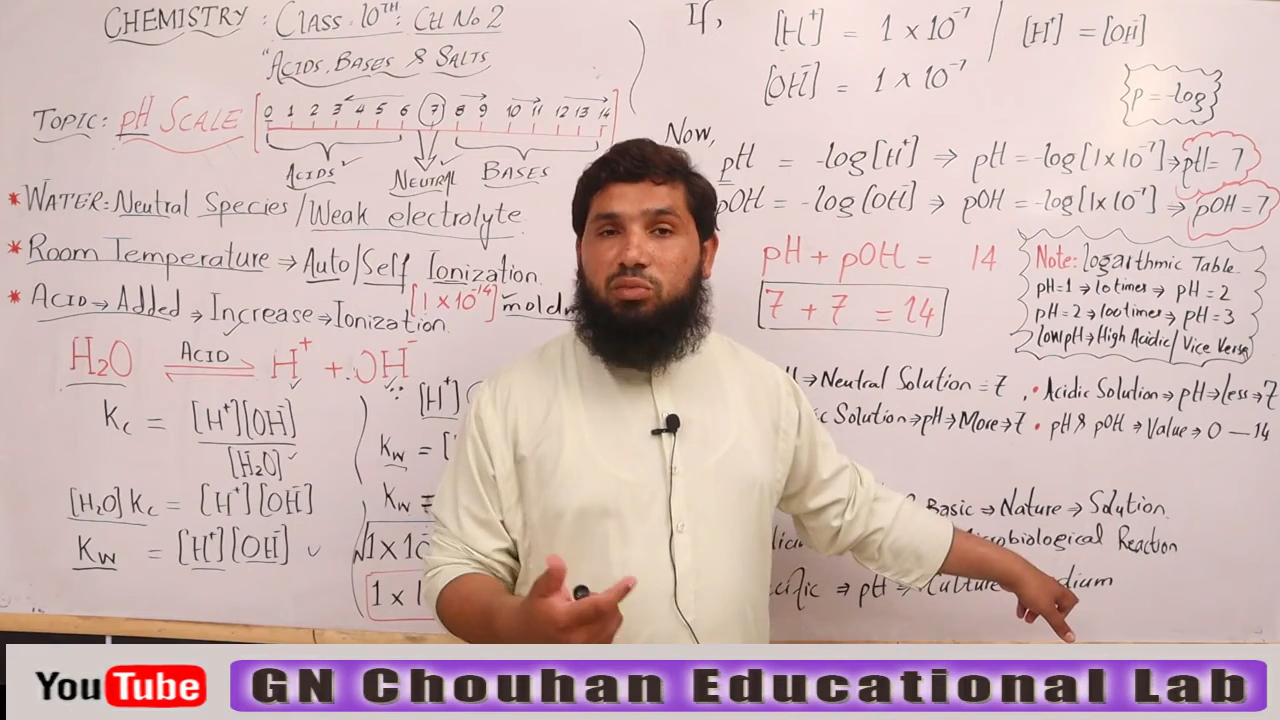 CHEMISTRY : CLASS : 10TH : CH No 2
"ACIDS, BASES & SALTS
TOPIC: pH SCALE
0 1 2 3 4 5 6 7 8 9 10 11 12 13 14
ACIDS NEUTRAL BASES
* WATER: Neutral Species / Weak electrolyte
* Room Temperature → Auto/Self Ionization
[1 × 10⁻¹⁴]
* ACID → Added → Increase → Ionization
H₂O ⇌ H⁺ + OH⁻
ACID
Kc = [H⁺][OH⁻]
[H₂O]
[H₂O] Kc = [H⁺][OH⁻]
Kw = [H⁺][OH⁻]
[H⁺]
Kw = [
Kw =
1 × 10
1 × 1
If,
[H⁺] = 1 × 10⁻⁷ / [H⁺] = [OH⁻]
[OH⁻] = 1 × 10⁻⁷
p = -log
Now,
pH = -log[H⁺] ⇒ pH = -log[1×10⁻⁷] → pH = 7
pOH = -log[OH⁻] → pOH = -log[1×10⁻⁷] → pOH = 7
pH + pOH = 14
7 + 7 = 14
Note: logarithmic Table
pH=1 → 10 times → pH = 2
pH = 2 → 100 times → pH = 3
low pH → High Acidic / Vice Versa
→ Neutral Solution = 7 , • Acidic Solution → pH → less → 7
Solution → pH → More → 7 • pH & pOH → Value → 0 — 14
Basic → Nature → Solution
Microbiological Reaction
⇒ pH → Culture
YouTube GN Chouhan Educational Lab